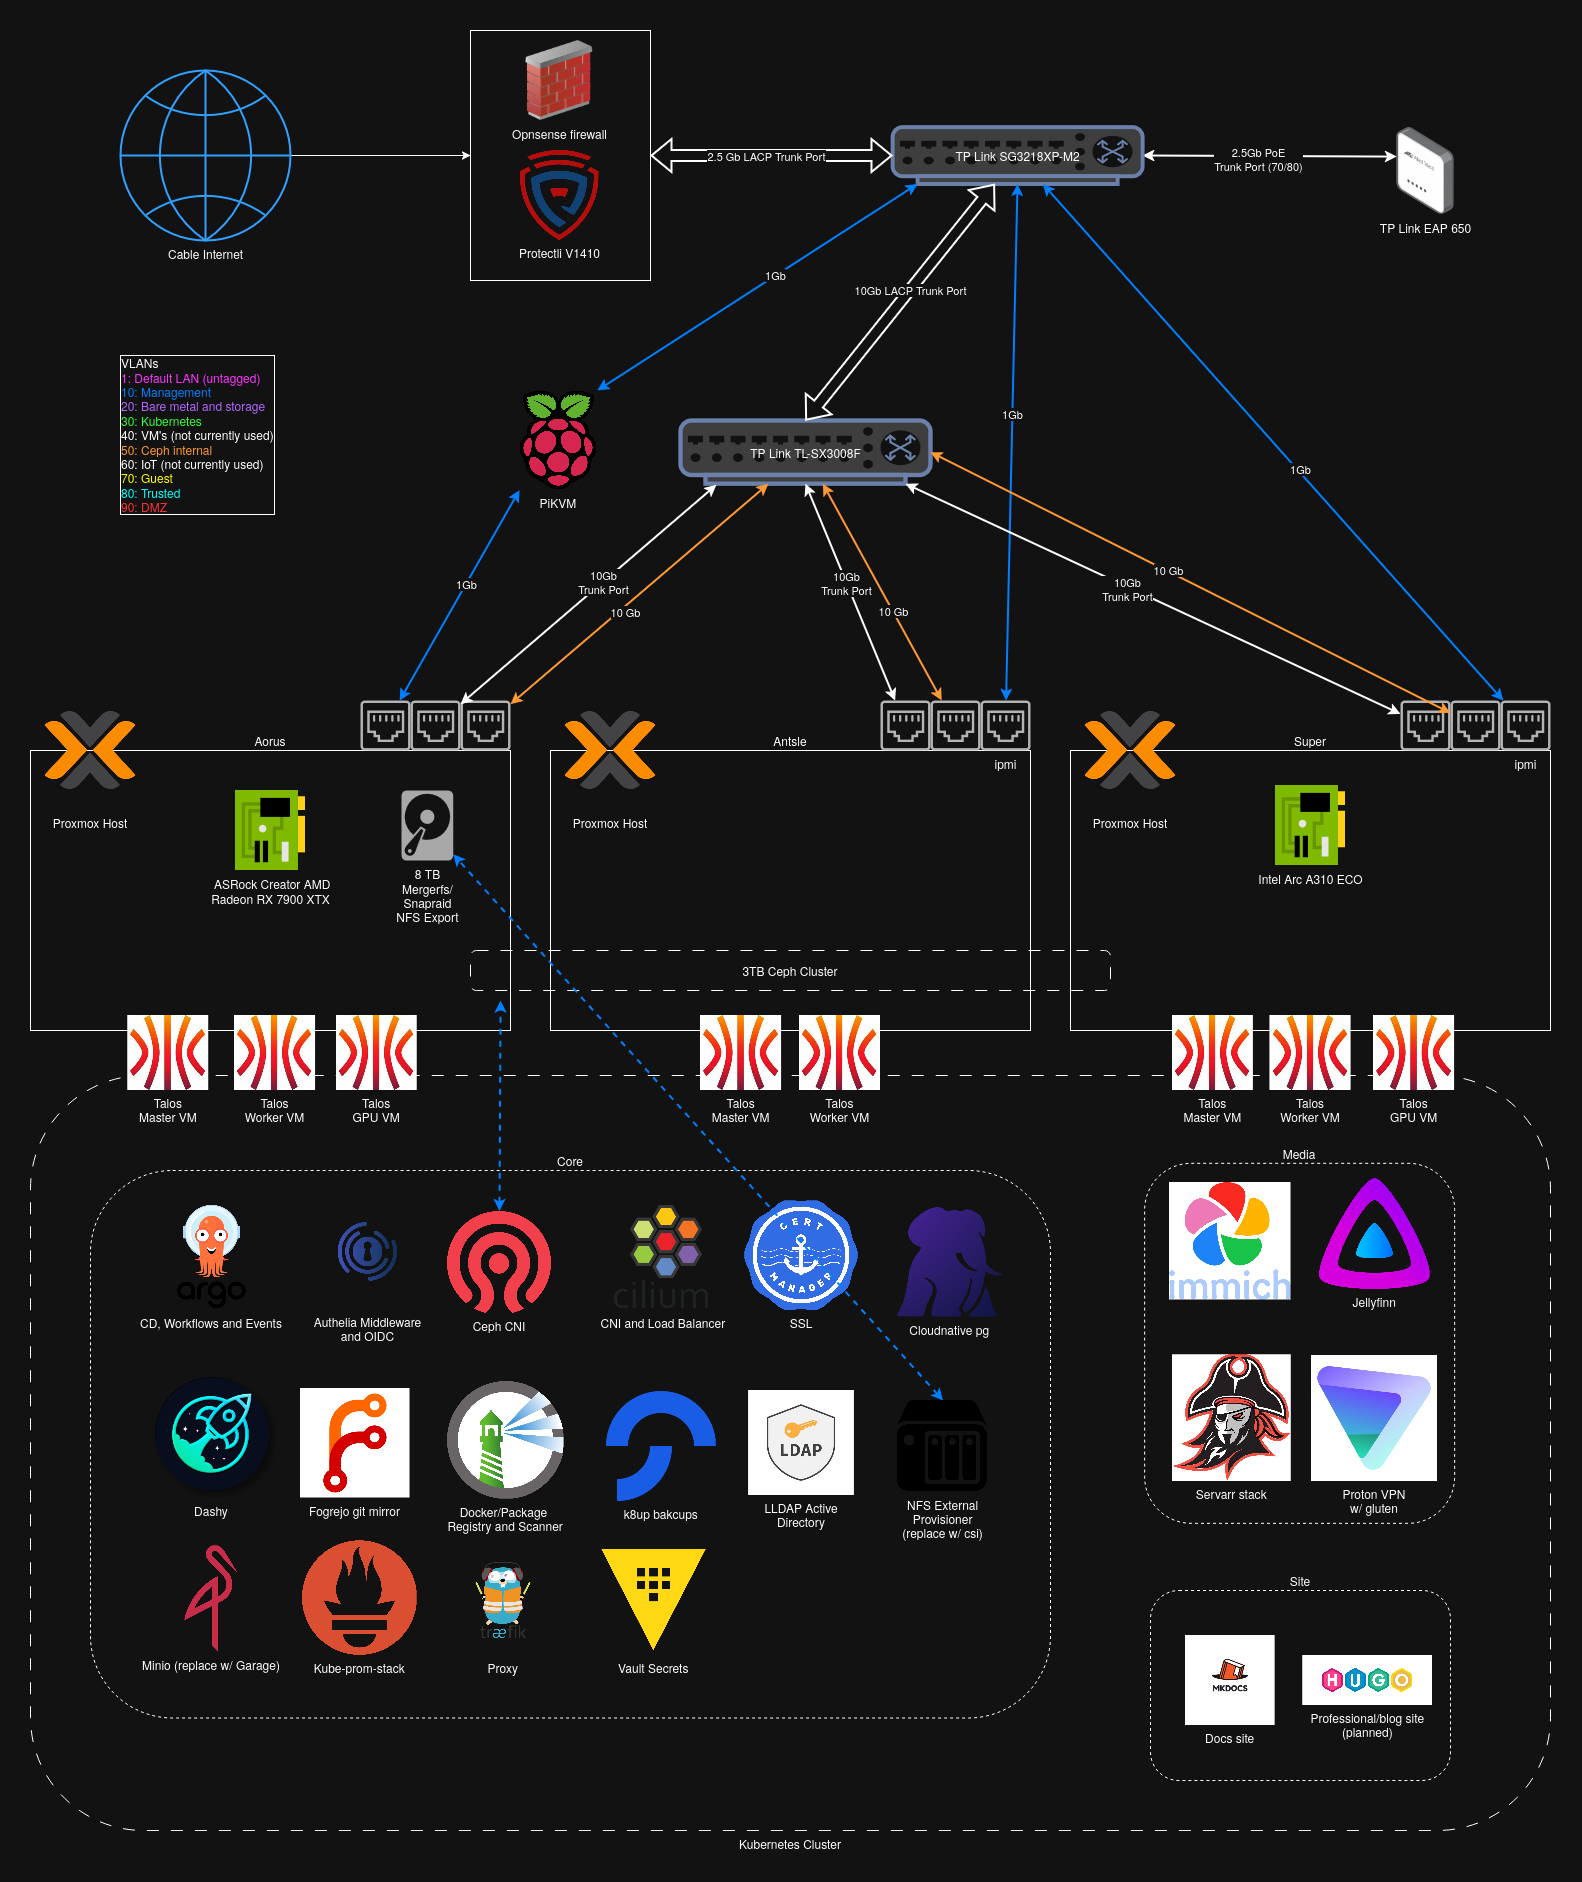 Opnsense firewall
Protectli V1410
Cable Internet
2.5 Gb LACP Trunk Port
TP Link SG3218XP-M2
2.5Gb PoE
Trunk Port (70/80)
TP Link EAP 650
1Gb
10Gb LACP Trunk Port
1Gb
1Gb
VLANs
1: Default LAN (untagged)
10: Management
20: Bare metal and storage
30: Kubernetes
40: VM's (not currently used)
50: Ceph internal
60: IoT (not currently used)
70: Guest
80: Trusted
90: DMZ
PiKVM
TP Link TL-SX3008F
1Gb
10Gb
Trunk Port
10 Gb
10Gb
Trunk Port
10 Gb
10Gb
Trunk Port
10 Gb
Aorus
Proxmox Host
ASRock Creator AMD
Radeon RX 7900 XTX
8 TB
Mergerfs/
Snapraid
NFS Export
Antsle
ipmi
Proxmox Host
Super
ipmi
Proxmox Host
Intel Arc A310 ECO
3TB Ceph Cluster
Talos
Master VM
Talos
Worker VM
Talos
GPU VM
Talos
Master VM
Talos
Worker VM
Talos
Master VM
Talos
Worker VM
Talos
GPU VM
Core
argo
CD, Workflows and Events
Authelia Middleware
and OIDC
Ceph CNI
cilium
CNI and Load Balancer
CERT
MANAGER
SSL
Cloudnative pg
Dashy
Fogrejo git mirror
Docker/Package
Registry and Scanner
k8up bakcups
LDAP
LLDAP Active
Directory
NFS External
Provisioner
(replace w/ csi)
Minio (replace w/ Garage)
Kube-prom-stack
træfik
Proxy
Vault Secrets
Media
immich
Jellyfinn
Servarr stack
Proton VPN
w/ gluten
Site
MKDOCS
Docs site
HUGO
Professional/blog site
(planned)
Kubernetes Cluster